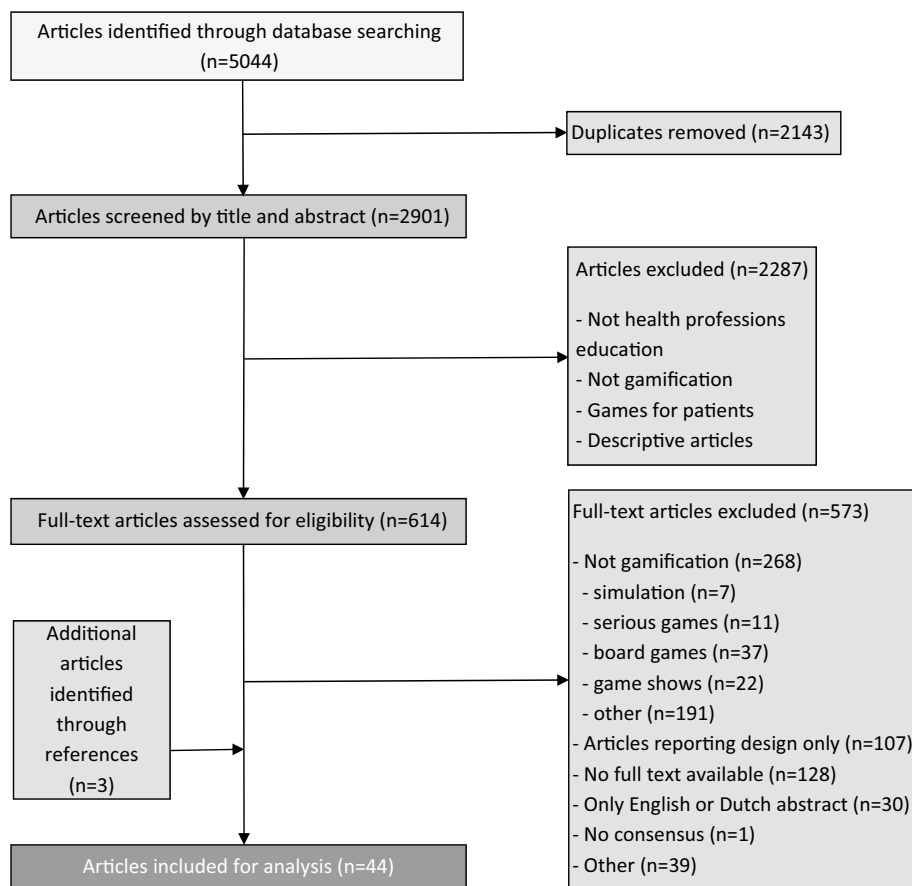 Articles identified through database searching
(n=5044)
Duplicates removed (n=2143)
Articles screened by title and abstract (n=2901)
Articles excluded (n=2287)
- Not health professions
education
- Not gamification
- Games for patients
- Descriptive articles
Full-text articles assessed for eligibility (n=614)
Full-text articles excluded (n=573)
- Not gamification (n=268)
- simulation (n=7)
- serious games (n=11)
- board games (n=37)
- game shows (n=22)
- other (n=191)
- Articles reporting design only (n=107)
- No full text available (n=128)
- Only English or Dutch abstract (n=30)
- No consensus (n=1)
- Other (n=39)
Additional
articles
identified
through
references
(n=3)
Articles included for analysis (n=44)